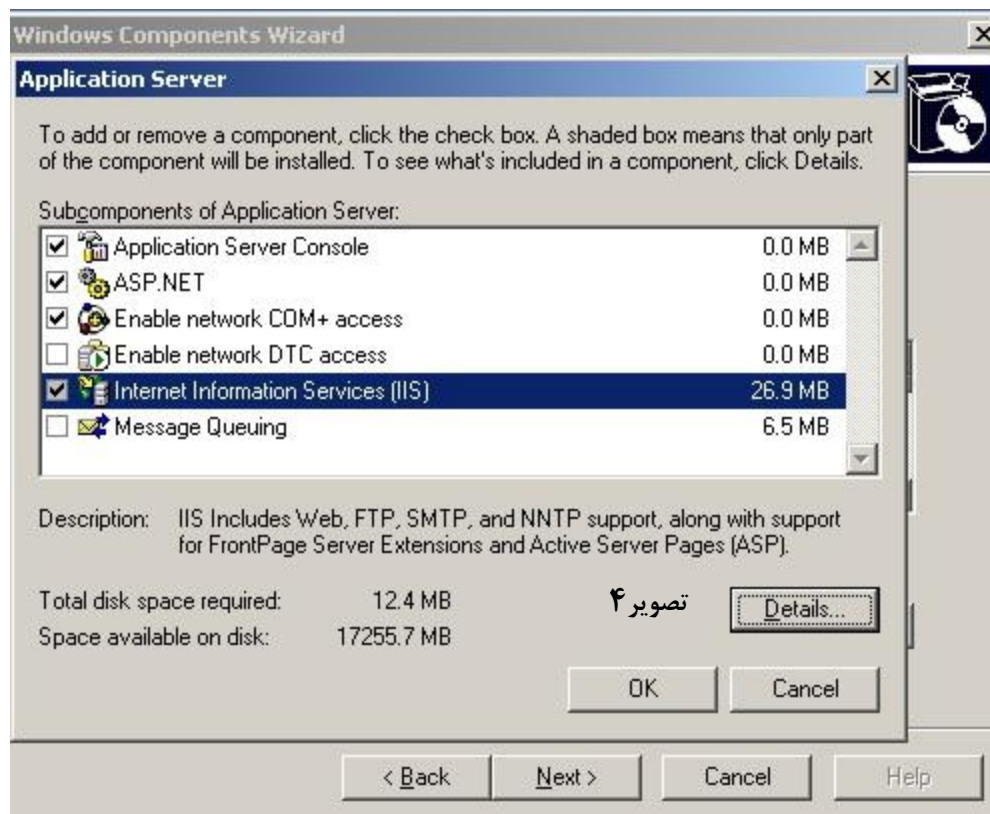 Windows Components Wizard
Application Server
To add or remove a component, click the check box. A shaded box means that only part
of the component will be installed. To see what's included in a component, click Details.
Subcomponents of Application Server:
Application Server Console 0.0 MB
ASP.NET 0.0 MB
Enable network COM+ access 0.0 MB
Enable network DTC access 0.0 MB
Internet Information Services (IIS) 26.9 MB
Message Queuing 6.5 MB
Description: IIS Includes Web, FTP, SMTP, and NNTP support, along with support
for FrontPage Server Extensions and Active Server Pages (ASP).
Total disk space required: 12.4 MB
تصویر ۴
Details...
Space available on disk: 17255.7 MB
OK Cancel
< Back Next > Cancel Help